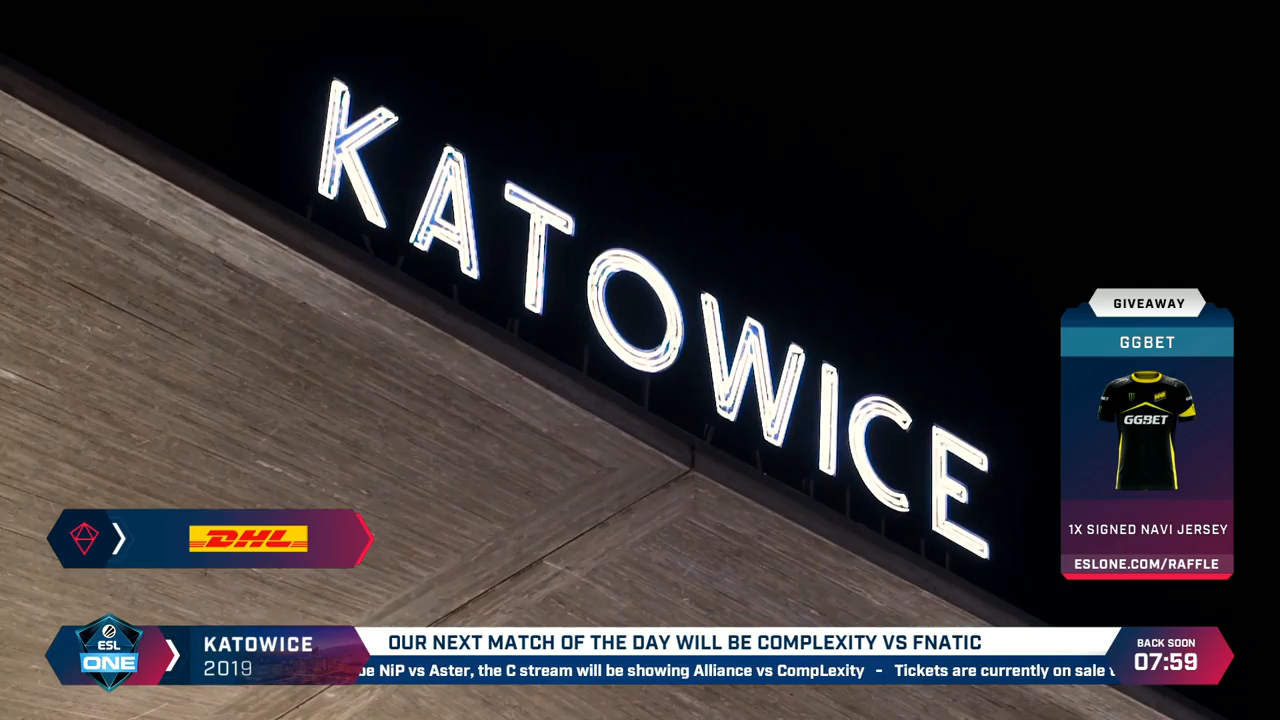 KATOWICE
GIVEAWAY
GGBET
GGBET
1X SIGNED NAVI JERSEY
ESLONE.COM/RAFFLE
DHL
ESL
ONE
KATOWICE
2019
OUR NEXT MATCH OF THE DAY WILL BE COMPLEXITY VS FNATIC
NiP vs Aster, the C stream will be showing Alliance vs CompLexity - Tickets are currently on sale
BACK SOON
07:59